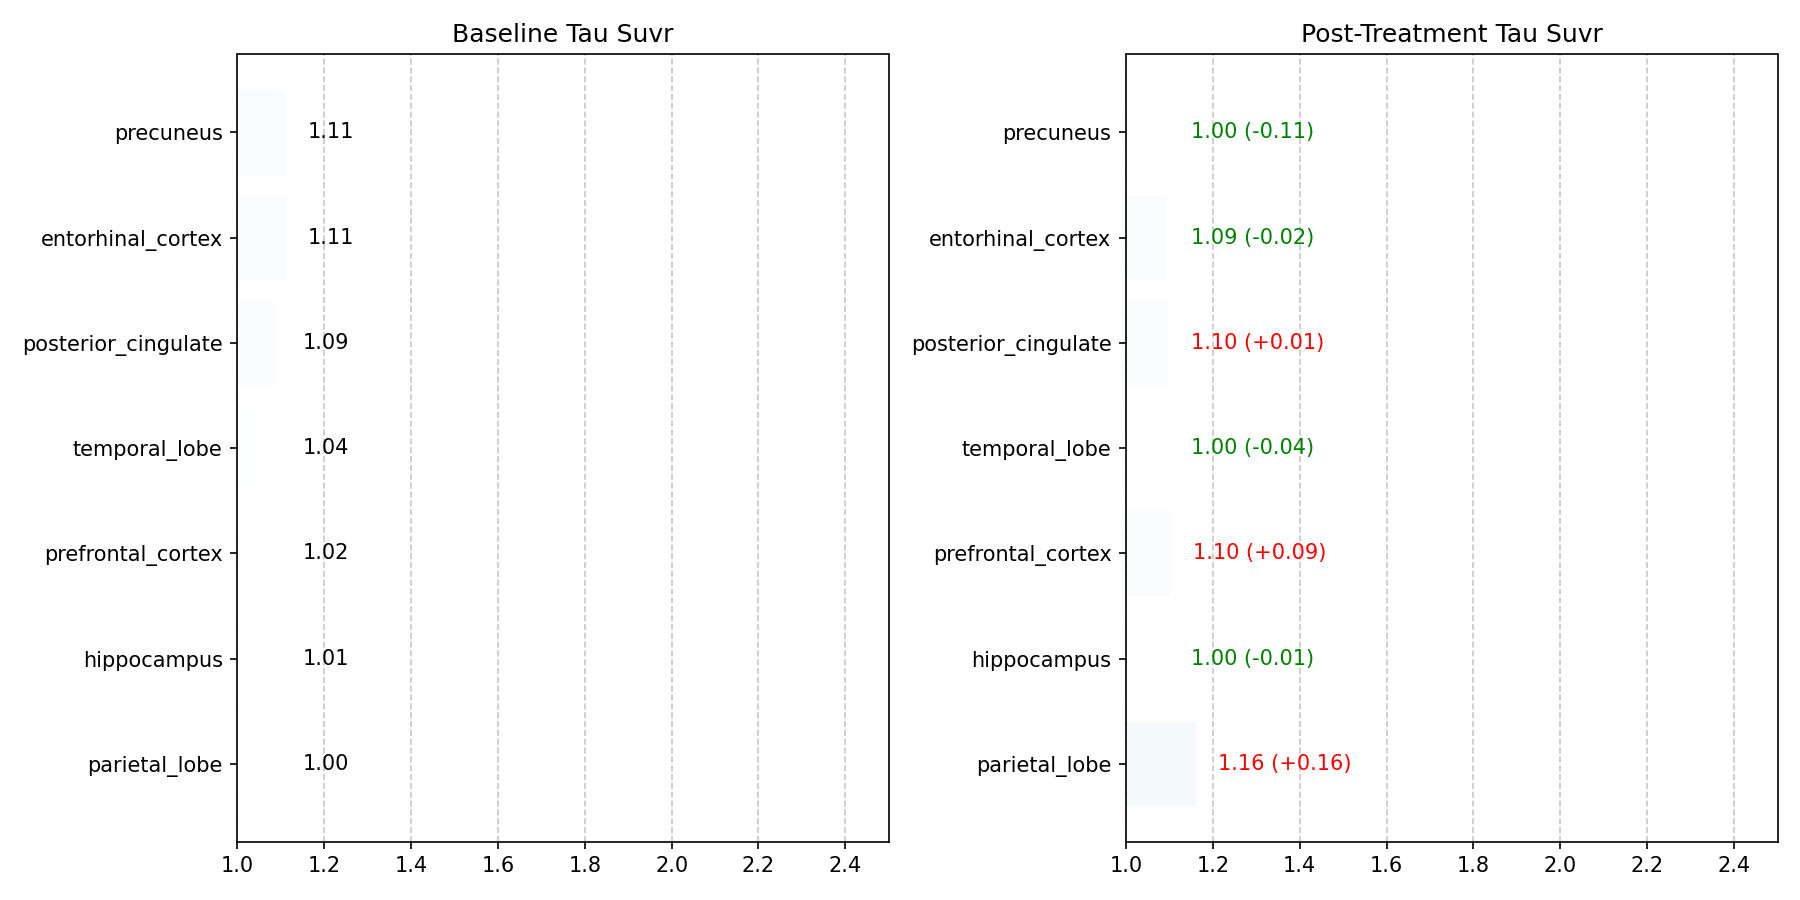 Baseline Tau Suvr
precuneus 1.11
entorhinal_cortex 1.11
posterior_cingulate 1.09
temporal_lobe 1.04
prefrontal_cortex 1.02
hippocampus 1.01
parietal_lobe 1.00
1.0 1.2 1.4 1.6 1.8 2.0 2.2 2.4
Post-Treatment Tau Suvr
precuneus 1.00 (-0.11)
entorhinal_cortex 1.09 (-0.02)
posterior_cingulate 1.10 (+0.01)
temporal_lobe 1.00 (-0.04)
prefrontal_cortex 1.10 (+0.09)
hippocampus 1.00 (-0.01)
parietal_lobe 1.16 (+0.16)
1.0 1.2 1.4 1.6 1.8 2.0 2.2 2.4